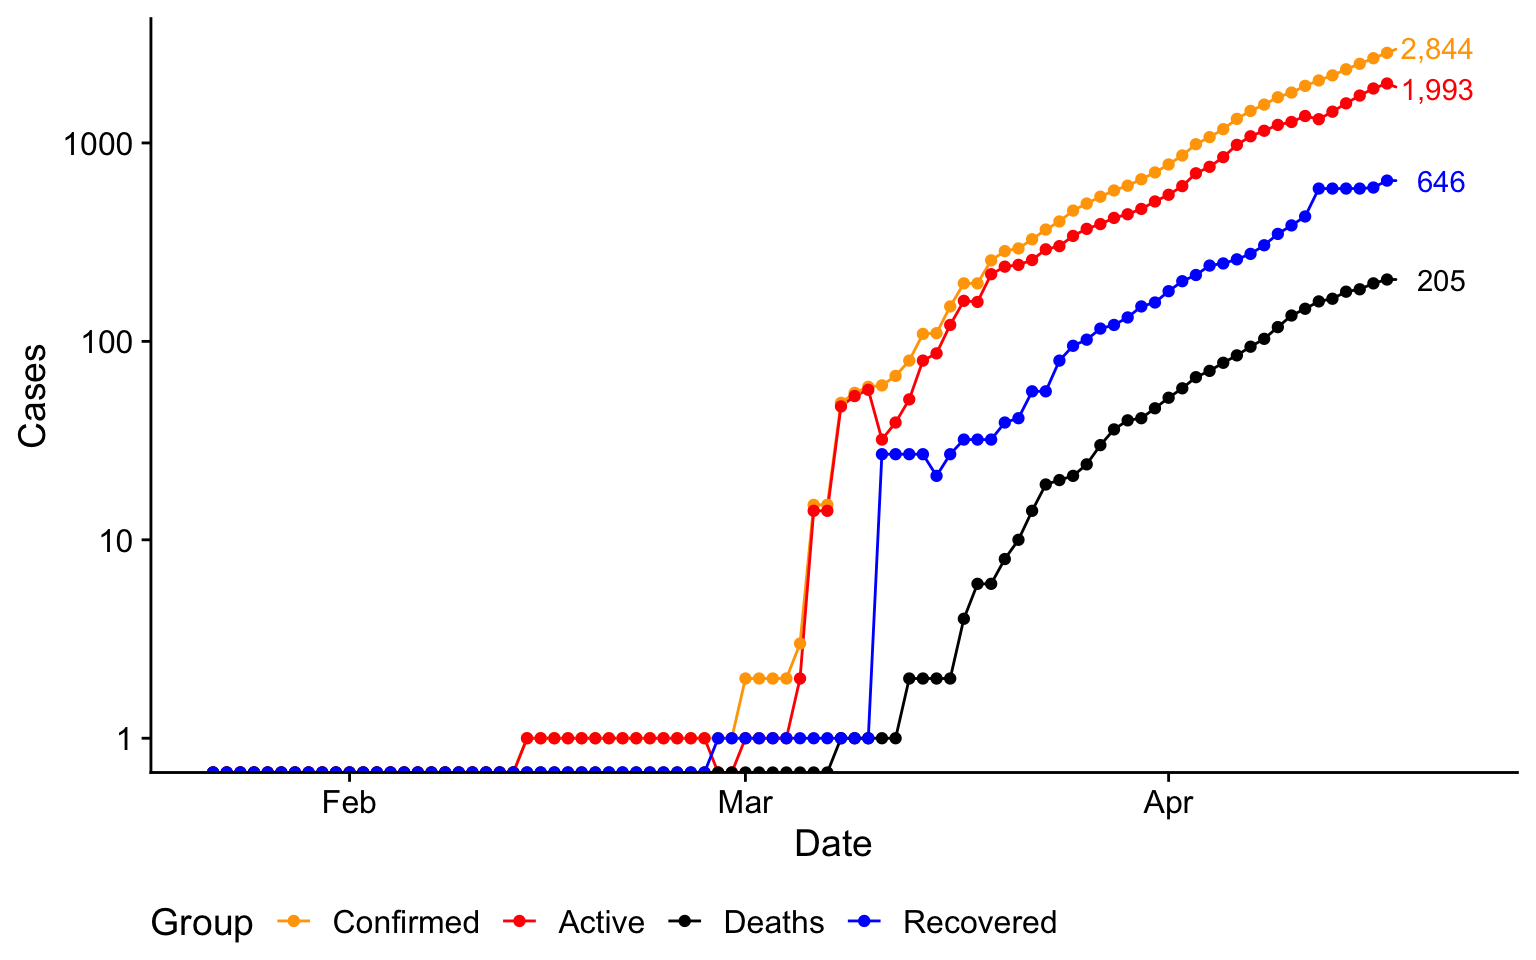 2,844
1,993
1000
646
205
100
Cases
10
1
Feb Mar Apr
Date
Group Confirmed Active Deaths Recovered